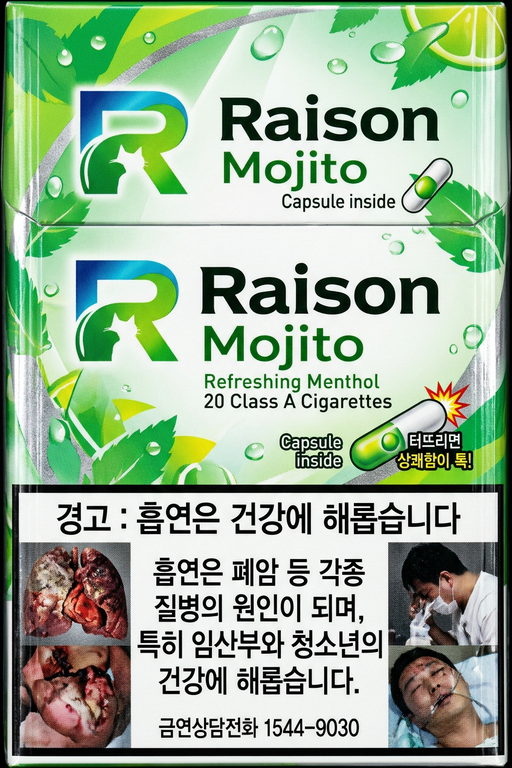 R Raison
Mojito
Capsule inside
R Raison
Mojito
Refreshing Menthol
20 Class A Cigarettes
Capsule
inside
터뜨리면
상쾌함이 톡!
경고 : 흡연은 건강에 해롭습니다
흡연은 폐암 등 각종
질병의 원인이 되며,
특히 임산부와 청소년의
건강에 해롭습니다.
금연상담전화 1544-9030